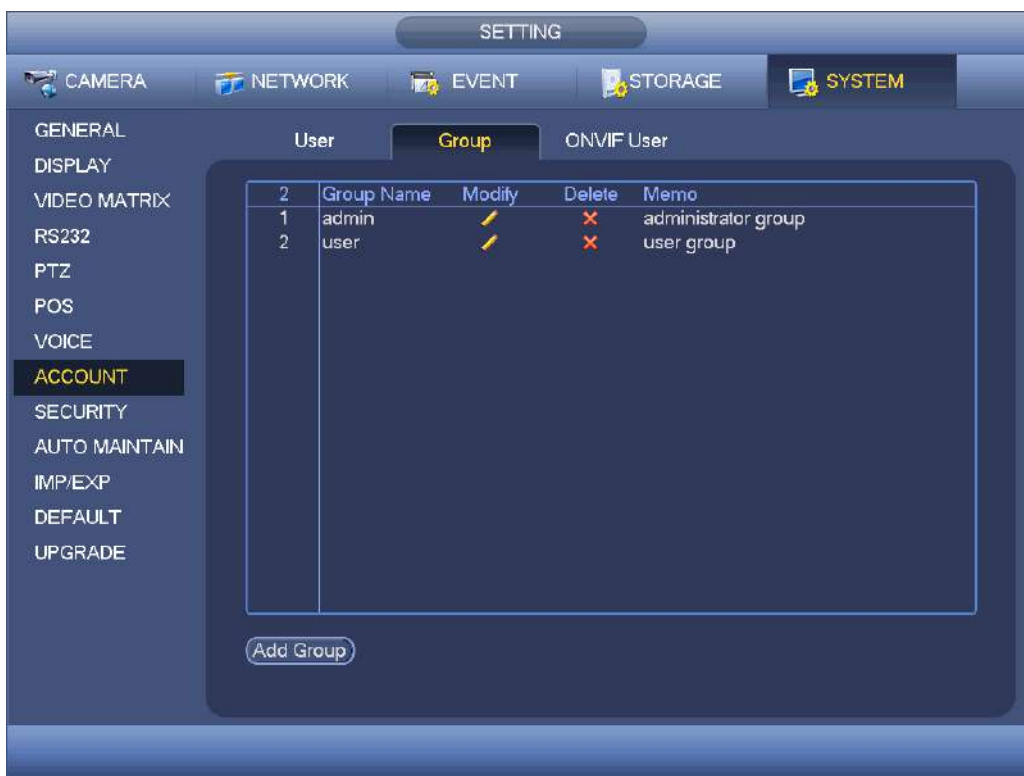 SETTING
CAMERA NETWORK EVENT STORAGE SYSTEM
GENERAL
DISPLAY
VIDEO MATRIX
RS232
PTZ
POS
VOICE
ACCOUNT
SECURITY
AUTO MAINTAIN
IMP/EXP
DEFAULT
UPGRADE
User Group ONVIF User
2 Group Name Modify Delete Memo
1 admin administrator group
2 user user group
Add Group